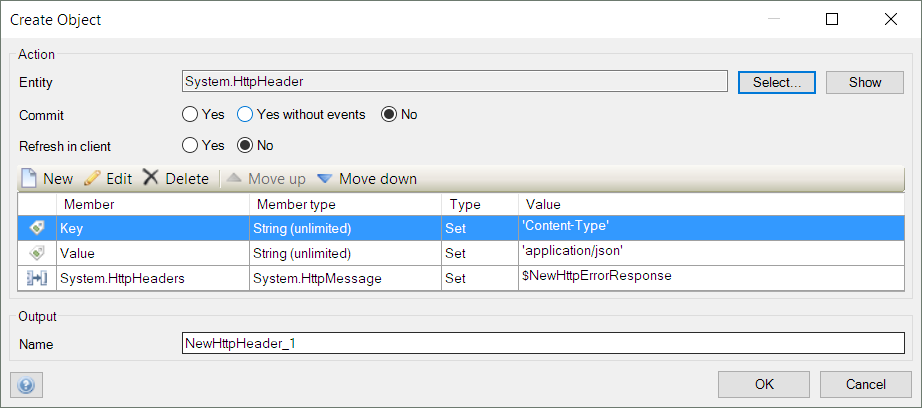 Create Object
Action
Entity System.HttpHeader Select... Show
Commit Yes Yes without events No
Refresh in client Yes No
New Edit Delete Move up Move down
Member Member type Type Value
Key String (unlimited) Set 'Content-Type'
Value String (unlimited) Set 'application/json'
System.HttpHeaders System.HttpMessage Set $NewHttpErrorResponse
Output
Name NewHttpHeader_1
OK Cancel